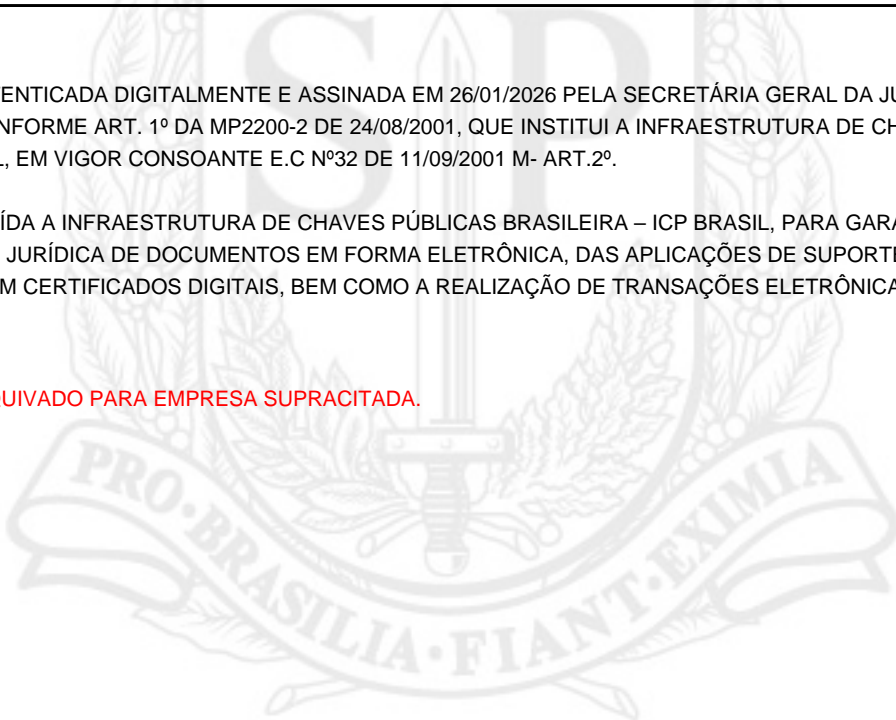 ENTICADA DIGITALMENTE E ASSINADA EM 26/01/2026 PELA SECRETÁRIA GERAL DA JU
NFORME ART. 1º DA MP2200-2 DE 24/08/2001, QUE INSTITUI A INFRAESTRUTURA DE CH
L, EM VIGOR CONSOANTE E.C Nº32 DE 11/09/2001 M- ART.2º.
ÍDA A INFRAESTRUTURA DE CHAVES PÚBLICAS BRASILEIRA – ICP BRASIL, PARA GARA
JURÍDICA DE DOCUMENTOS EM FORMA ELETRÔNICA, DAS APLICAÇÕES DE SUPORTE
M CERTIFICADOS DIGITAIS, BEM COMO A REALIZAÇÃO DE TRANSAÇÕES ELETRÔNICA
UIVADO PARA EMPRESA SUPRACITADA.
SP
PRO·BRASILIA·FIANT·EXIMIA